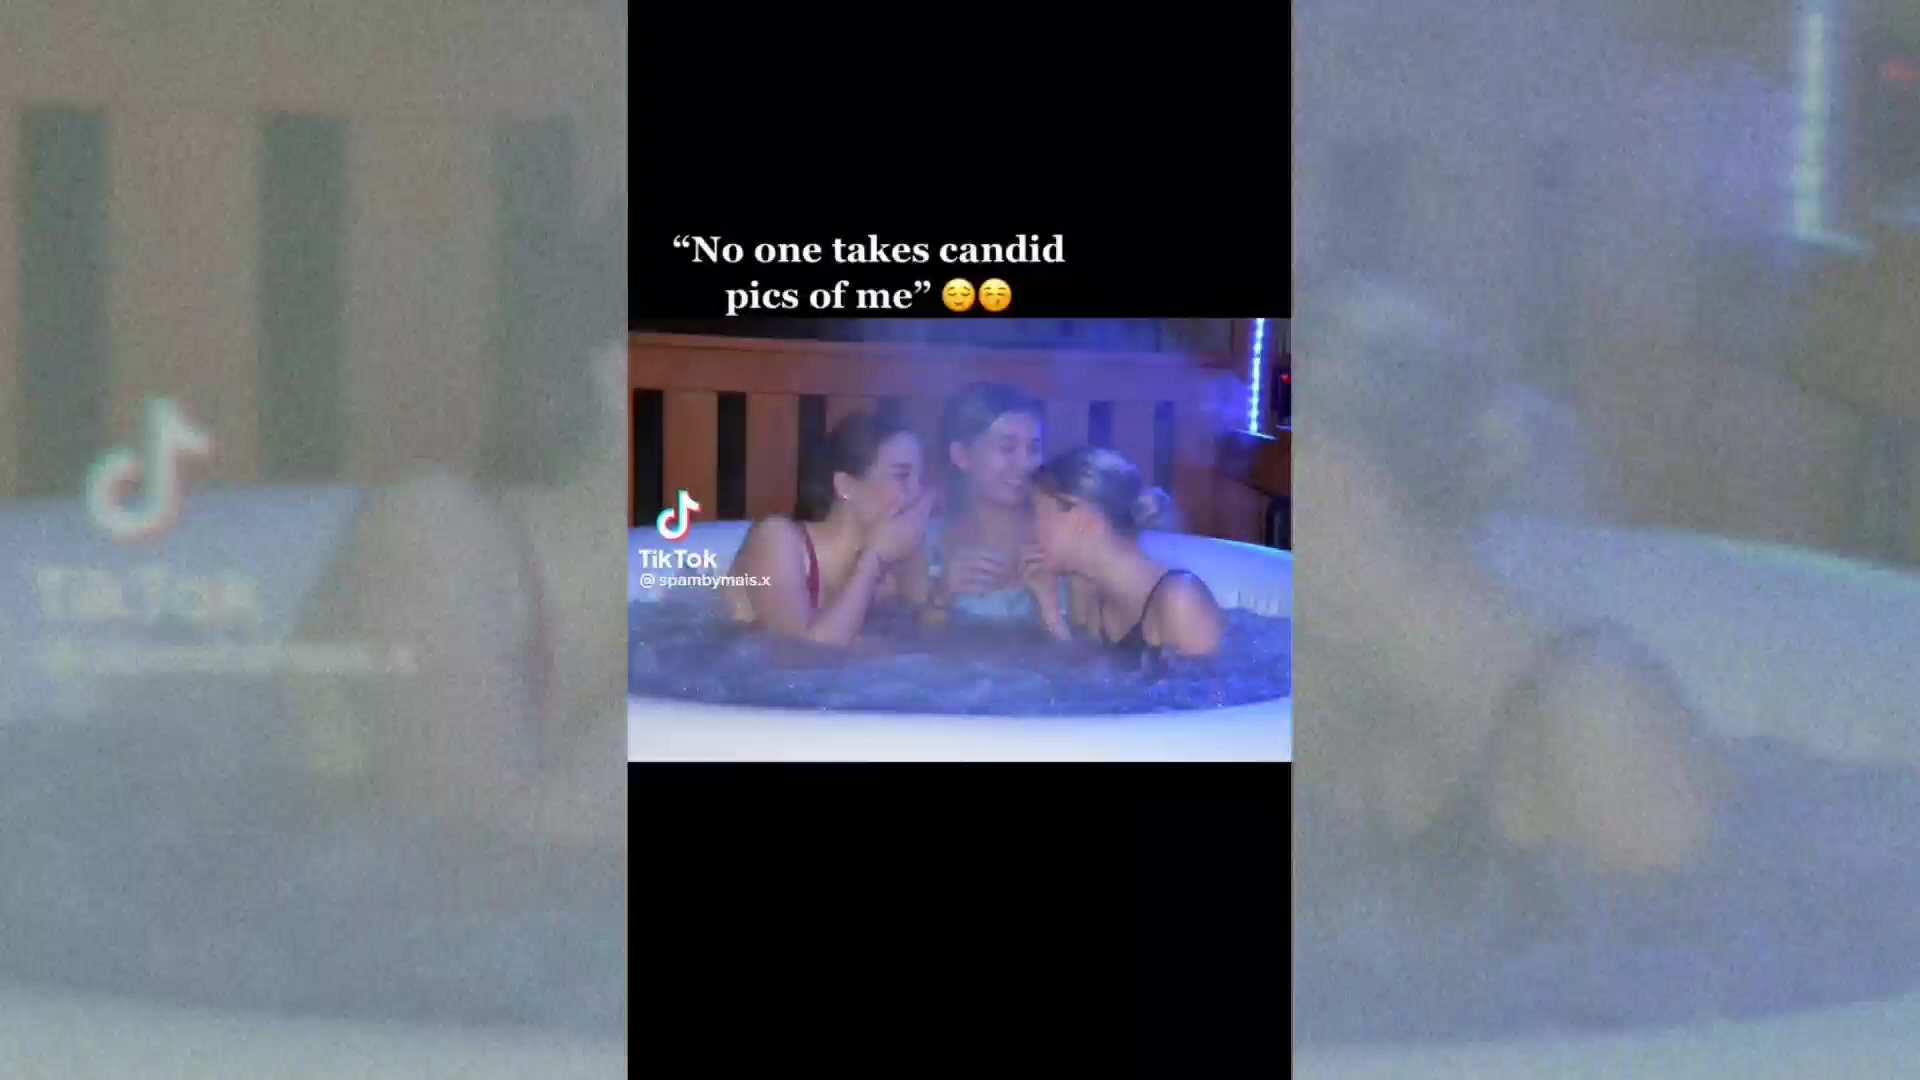 “No one takes candid
pics of me” 😌😚
TikTok
@spambymais.x